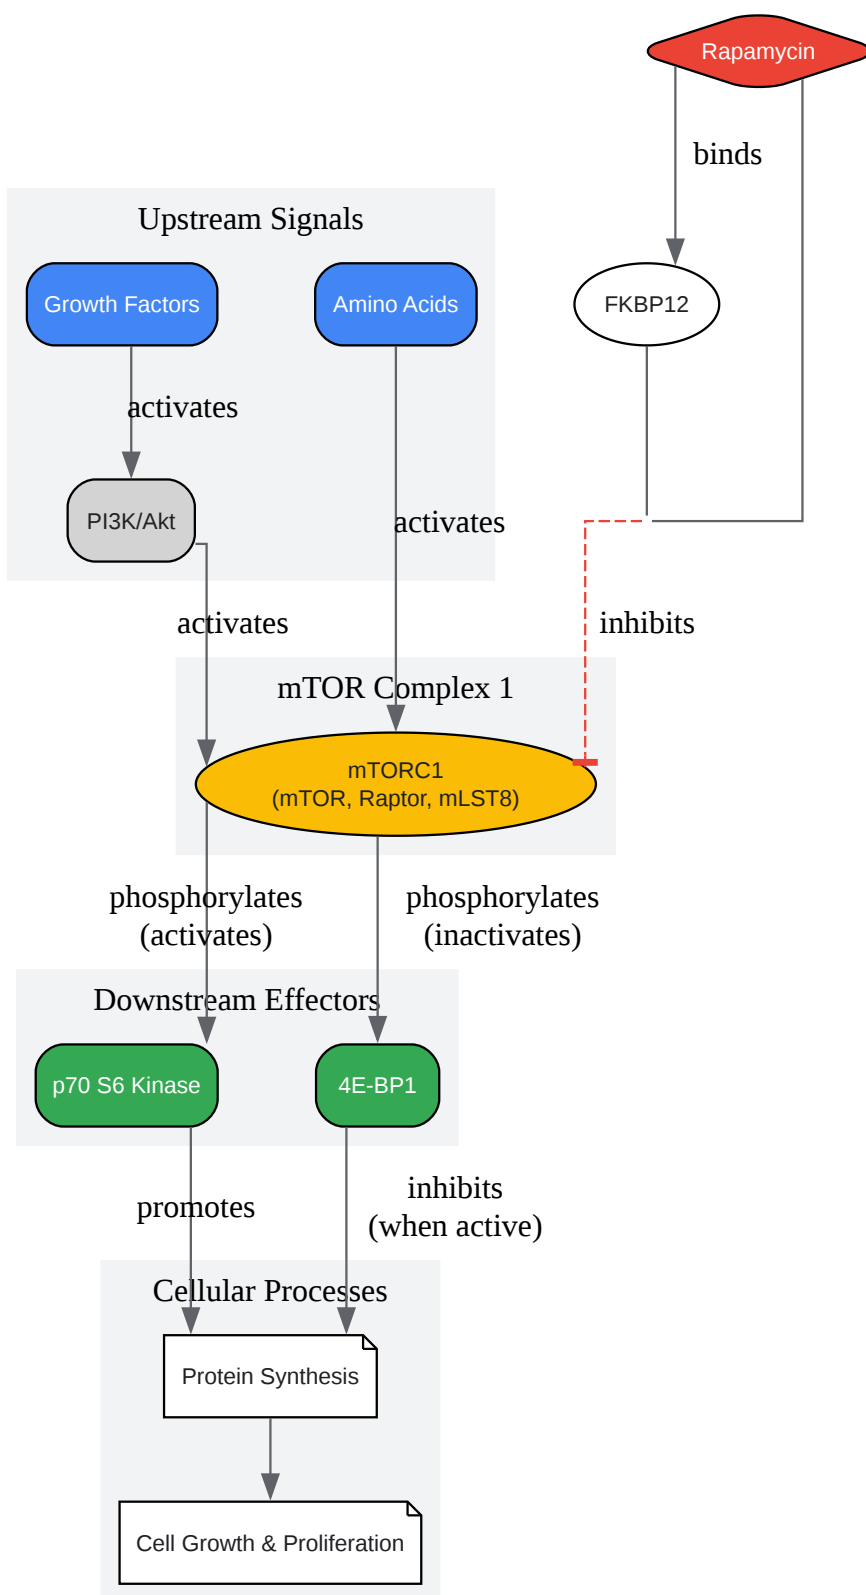 Rapamycin
binds
Upstream Signals
Growth Factors
Amino Acids
FKBP12
activates
PI3K/Akt
activates
activates
inhibits
mTOR Complex 1
mTORC1
(mTOR, Raptor, mLST8)
phosphorylates
(activates)
phosphorylates
(inactivates)
Downstream Effectors
p70 S6 Kinase
4E-BP1
promotes
inhibits
(when active)
Cellular Processes
Protein Synthesis
Cell Growth & Proliferation